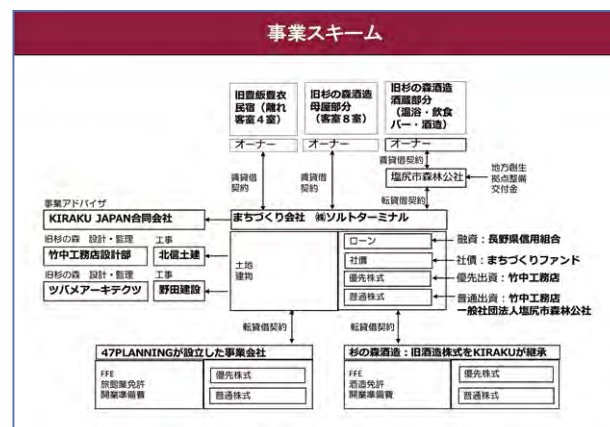 事業スキーム
旧豊飯豊衣
民宿（離れ
客室４室）
旧杉の森酒造
母屋部分
（客室８室）
旧杉の森酒造
酒蔵部分
（温浴・飲食
バー・酒造）
オーナー
オーナー
オーナー
賃貸借
契約
賃貸借
契約
賃貸借契約
塩尻市森林公社
地方創生
拠点整備
交付金
転貸借契約
事業アドバイザ
KIRAKU JAPAN合同会社
まちづくり会社 ㈱ソルトターミナル
旧杉の森 設計・監理
工事
竹中工務店設計部
北信土建
旧杉の森 設計・監理
工事
ツバメアーキテクツ
野田建設
土地
建物
ローン
社債
優先株式
普通株式
融資：長野県信用組合
社債：まちづくりファンド
優先出資：竹中工務店
普通出資：竹中工務店
一般社団法人塩尻市森林公社
転貸借契約
転貸借契約
47PLANNINGが設立した事業会社
FFE
旅館業免許
開業準備費
優先株式
普通株式
杉の森酒造：旧酒造株式をKIRAKUが継承
FFE
酒造免許
開業準備費
優先株式
普通株式